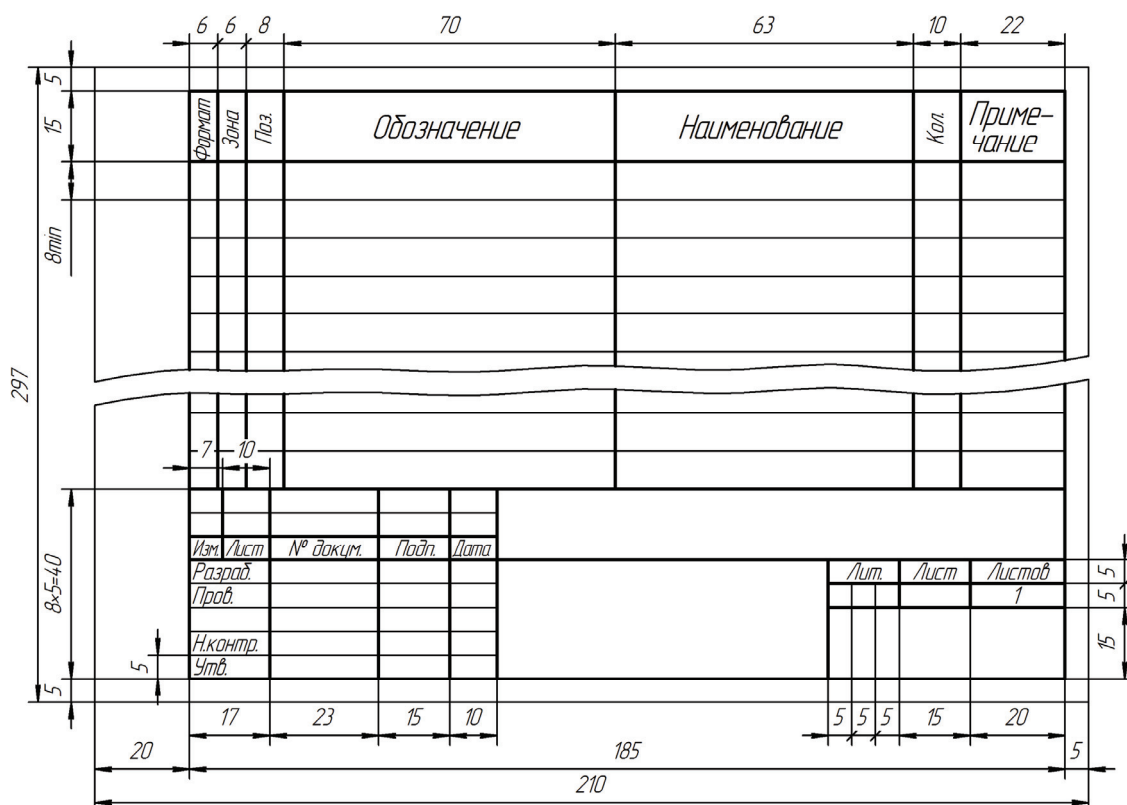 6 6 8 70 63 10 22
5
15
Формат Зона Поз. Обозначение Наименование Кол. Приме-
чание
8min
297
7 10
Изм. Лист № докум. Подп. Дата
Разраб. Лит. Лист Листов 5
Пров. 1 5
8×5=40
15
Н.контр.
5 Утв.
5
17 23 15 10 5 5 5 15 20
20 185 5
210